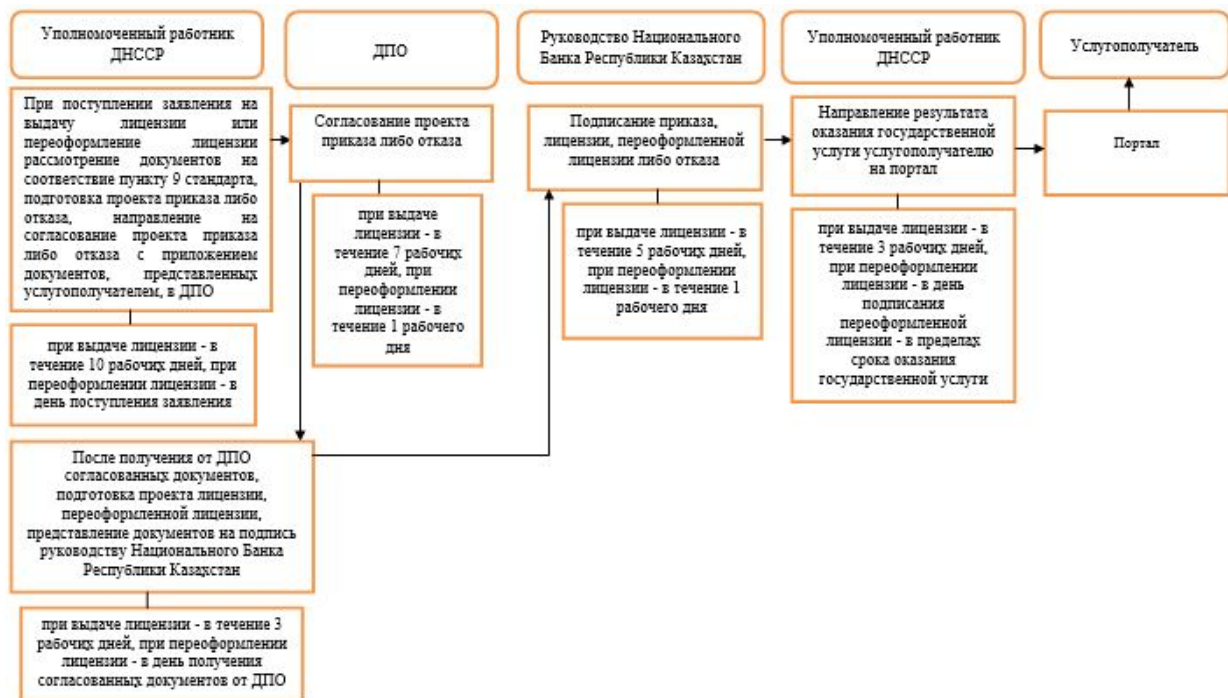 Уполномоченный работник
ДНССР
ДПО
Руководство Национального
Банка Республики Казахстан
Уполномоченный работник
ДНССР
Услугополучатель
При поступлении заявления на
выдачу лицензии или
переоформление лицензии
рассмотрение документов на
соответствие пункту 9 стандарта,
подготовка проекта приказа либо
отказа, направление на
согласование проекта приказа
либо отказа с приложением
документов, представленных
услугополучателем, в ДПО
Согласование проекта
приказа либо отказа
Подписание приказа,
лицензии, переоформленной
лицензии либо отказа
Направление результата
оказания государственной
услуги услугополучателю
на портал
Портал
при выдаче лицензии - в
течение 10 рабочих дней, при
переоформлении лицензии - в
день поступления заявления
при выдаче
лицензии - в
течение 7 рабочих
дней, при
переоформлении
лицензии - в
течение 1 рабочего
дня
при выдаче лицензии - в
течение 5 рабочих дней,
при переоформлении
лицензии - в течение 1
рабочего дня
при выдаче лицензии - в
течение 3 рабочих дней,
при переоформлении
лицензии - в день
подписания
переоформленной
лицензии - в пределах
срока оказания
государственной услуги
После получения от ДПО
согласованных документов,
подготовка проекта лицензии,
переоформленной лицензии,
представление документов на подпись
руководству Национального Банка
Республики Казахстан
при выдаче лицензии - в течение 3
рабочих дней, при переоформлении
лицензии - в день получения
согласованных документов от ДПО